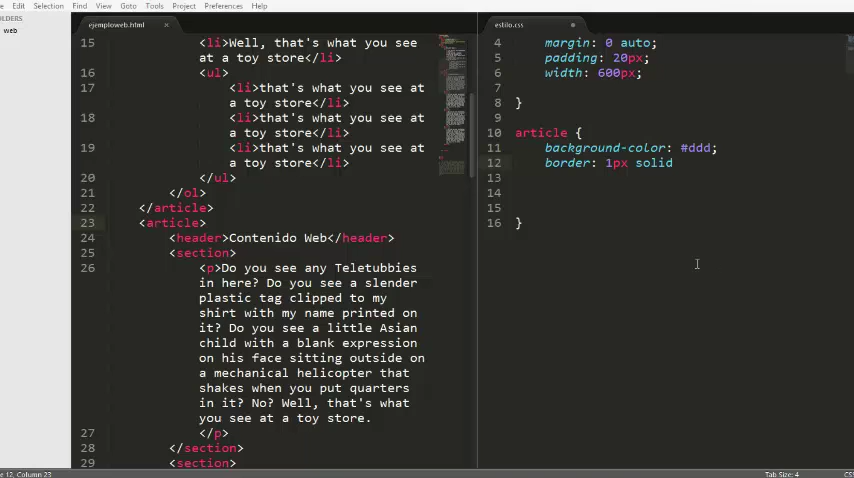 Edit Selection Find View Goto Tools Project Preferences Help
OLDERS
web
ejemploweb.html ×
15 <li>Well, that's what you see
at a toy store</li>
16 <ul>
17 <li>that's what you see at
a toy store</li>
18 <li>that's what you see at
a toy store</li>
19 <li>that's what you see at
a toy store</li>
20 </ul>
21 </ol>
22 </article>
23 <article>
24 <header>Contenido Web</header>
25 <section>
26 <p>Do you see any Teletubbies
in here? Do you see a slender
plastic tag clipped to my
shirt with my name printed on
it? Do you see a little Asian
child with a blank expression
on his face sitting outside on
a mechanical helicopter that
shakes when you put quarters
in it? No? Well, that's what
you see at a toy store.
27 </p>
28 </section>
29 <section>
estilo.css
4 margin: 0 auto;
5 padding: 20px;
6 width: 600px;
7
8 }
9
10 article {
11 background-color: #ddd;
12 border: 1px solid
13
14
15
16 }
e 12, Column 23
Tab Size: 4
CSS